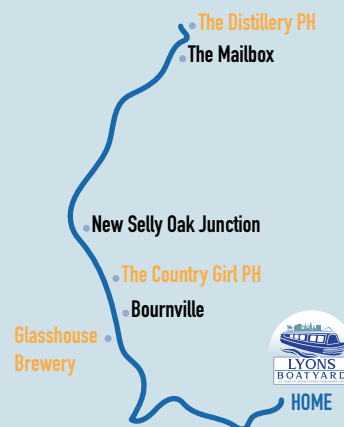 The Distillery PH
The Mailbox
New Selly Oak Junction
The Country Girl PH
Bournville
Glasshouse
Brewery
LYONS
BOATYARD
HOME